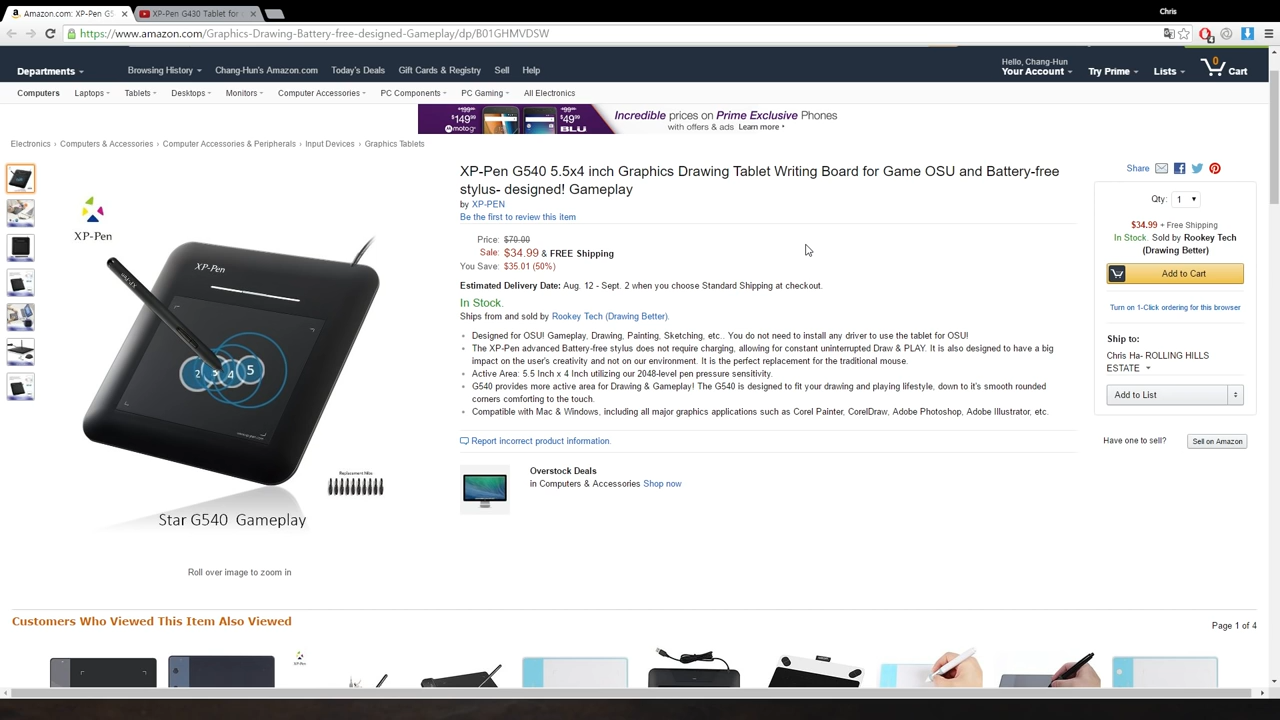 Amazon.com: XP-Pen G5
XP-Pen G430 Tablet for
Chris
https://www.amazon.com/Graphics-Drawing-Battery-free-designed-Gameplay/dp/B01GHMVDSW
Departments
Browsing History
Chang-Hun's Amazon.com
Today's Deals
Gift Cards & Registry
Sell
Help
Hello, Chang-Hun
Your Account
Try Prime
Lists
0
Cart
Computers
Laptops
Tablets
Desktops
Monitors
Computer Accessories
PC Components
PC Gaming
All Electronics
$199.99
$149.99
moto g
$99.99
$49.99
BLU
Incredible prices on Prime Exclusive Phones
with offers & ads Learn more
Electronics › Computers & Accessories › Computer Accessories & Peripherals › Input Devices › Graphics Tablets
XP-Pen
XP-Pen
XP-Pen
2 3 4 5
Replacement Nibs
Star G540 Gameplay
Roll over image to zoom in
XP-Pen G540 5.5x4 inch Graphics Drawing Tablet Writing Board for Game OSU and Battery-free
stylus- designed! Gameplay
by XP-PEN
Be the first to review this item
Price: $70.00
Sale: $34.99 & FREE Shipping
You Save: $35.01 (50%)
Estimated Delivery Date: Aug. 12 - Sept. 2 when you choose Standard Shipping at checkout.
In Stock.
Ships from and sold by Rookey Tech (Drawing Better).
Designed for OSU! Gameplay, Drawing, Painting, Sketching, etc.. You do not need to install any driver to use the tablet for OSU!
The XP-Pen advanced Battery-free stylus does not require charging, allowing for constant uninterrupted Draw & PLAY. It is also designed to have a big
impact on the user's creativity and not on our environment. It is the perfect replacement for the traditional mouse.
Active Area: 5.5 Inch x 4 Inch utilizing our 2048-level pen pressure sensitivity.
G540 provides more active area for Drawing & Gameplay! The G540 is designed to fit your drawing and playing lifestyle, down to it's smooth rounded
corners comforting to the touch.
Compatible with Mac & Windows, including all major graphics applications such as Corel Painter, CorelDraw, Adobe Photoshop, Adobe Illustrator, etc.
Report incorrect product information.
Overstock Deals
in Computers & Accessories Shop now
Share
Qty: 1
$34.99 + Free Shipping
In Stock. Sold by Rookey Tech
(Drawing Better)
Add to Cart
Turn on 1-Click ordering for this browser
Ship to:
Chris Ha- ROLLING HILLS
ESTATE
Add to List
Have one to sell?
Sell on Amazon
Customers Who Viewed This Item Also Viewed
Page 1 of 4